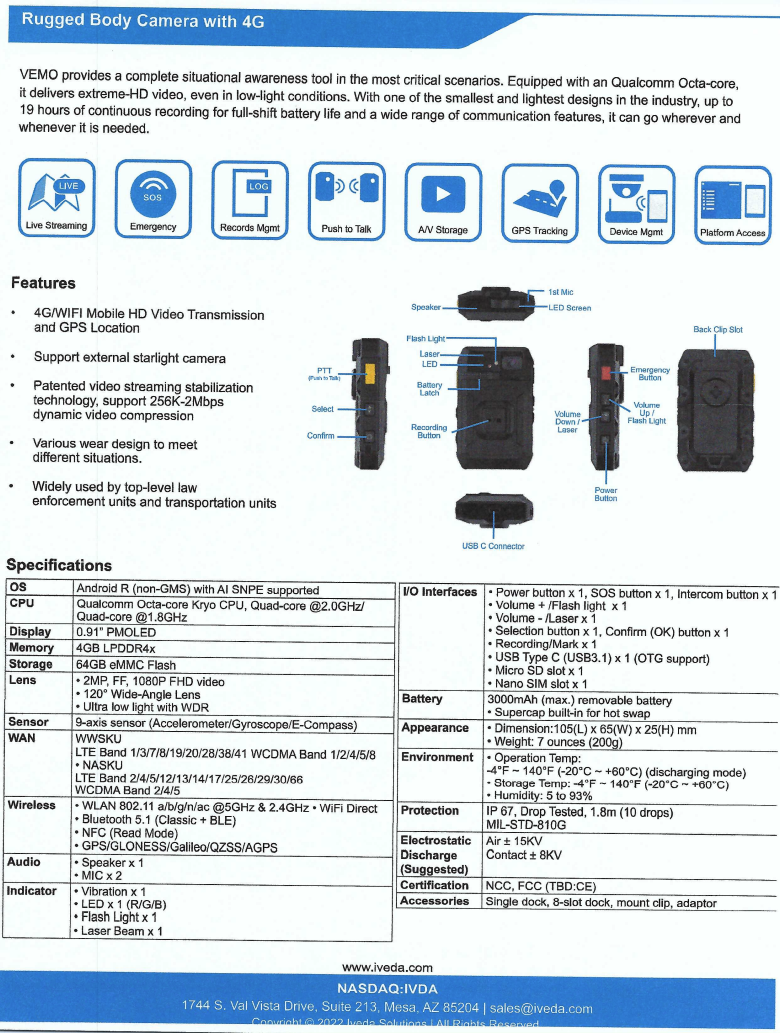 Rugged Body Camera with 4G
VEMO provides a complete situational awareness tool in the most critical scenarios. Equipped with an Qualcomm Octa-core,
it delivers extreme-HD video, even in low-light conditions. With one of the smallest and lightest designs in the industry, up to
19 hours of continuous recording for full-shift battery life and a wide range of communication features, it can go wherever and
whenever it is needed.
LIVE
SOS
LOG
Live Streaming
Emergency
Records Mgmt
Push to Talk
A/V Storage
GPS Tracking
Device Mgmt
Platform Access
Features
• 4G/WIFI Mobile HD Video Transmission
and GPS Location
• Support external starlight camera
• Patented video streaming stabilization
technology, support 256K-2Mbps
dynamic video compression
• Various wear design to meet
different situations.
• Widely used by top-level law
enforcement units and transportation units
1st Mic
Speaker
LED Screen
Flash Light
Laser
LED
Battery
Latch
Recording
Button
PTT
(Push to Talk)
Select
Confirm
Emergency
Button
Volume
Up /
Flash Light
Volume
Down /
Laser
Power
Button
Back Clip Slot
USB C Connector
Specifications
OS
Android R (non-GMS) with AI SNPE supported
CPU
Qualcomm Octa-core Kryo CPU, Quad-core @2.0GHz/
Quad-core @1.8GHz
Display
0.91" PMOLED
Memory
4GB LPDDR4x
Storage
64GB eMMC Flash
Lens
• 2MP, FF, 1080P FHD video
• 120° Wide-Angle Lens
• Ultra low light with WDR
Sensor
9-axis sensor (Accelerometer/Gyroscope/E-Compass)
WAN
WWSKU
LTE Band 1/3/7/8/19/20/28/38/41 WCDMA Band 1/2/4/5/8
• NASKU
LTE Band 2/4/5/12/13/14/17/25/26/29/30/66
WCDMA Band 2/4/5
Wireless
• WLAN 802.11 a/b/g/n/ac @5GHz & 2.4GHz • WiFi Direct
• Bluetooth 5.1 (Classic + BLE)
• NFC (Read Mode)
• GPS/GLONESS/Galileo/QZSS/AGPS
Audio
• Speaker x 1
• MIC x 2
Indicator
• Vibration x 1
• LED x 1 (R/G/B)
• Flash Light x 1
• Laser Beam x 1
I/O Interfaces
• Power button x 1, SOS button x 1, Intercom button x 1
• Volume + /Flash light x 1
• Volume - /Laser x 1
• Selection button x 1, Confirm (OK) button x 1
• Recording/Mark x 1
• USB Type C (USB3.1) x 1 (OTG support)
• Micro SD slot x 1
• Nano SIM slot x 1
Battery
3000mAh (max.) removable battery
• Supercap built-in for hot swap
Appearance
• Dimension:105(L) x 65(W) x 25(H) mm
• Weight: 7 ounces (200g)
Environment
• Operation Temp:
-4°F ~ 140°F (-20°C ~ +60°C) (discharging mode)
• Storage Temp: -4°F ~ 140°F (-20°C ~ +60°C)
• Humidity: 5 to 93%
Protection
IP 67, Drop Tested, 1.8m (10 drops)
MIL-STD-810G
Electrostatic
Discharge
(Suggested)
Air ± 15KV
Contact ± 8KV
Certification
NCC, FCC (TBD:CE)
Accessories
Single dock, 8-slot dock, mount clip, adaptor
www.iveda.com
NASDAQ:IVDA
1744 S. Val Vista Drive, Suite 213, Mesa, AZ 85204 | sales@iveda.com
Copyright © 2022 Iveda Solutions | All Rights Reserved